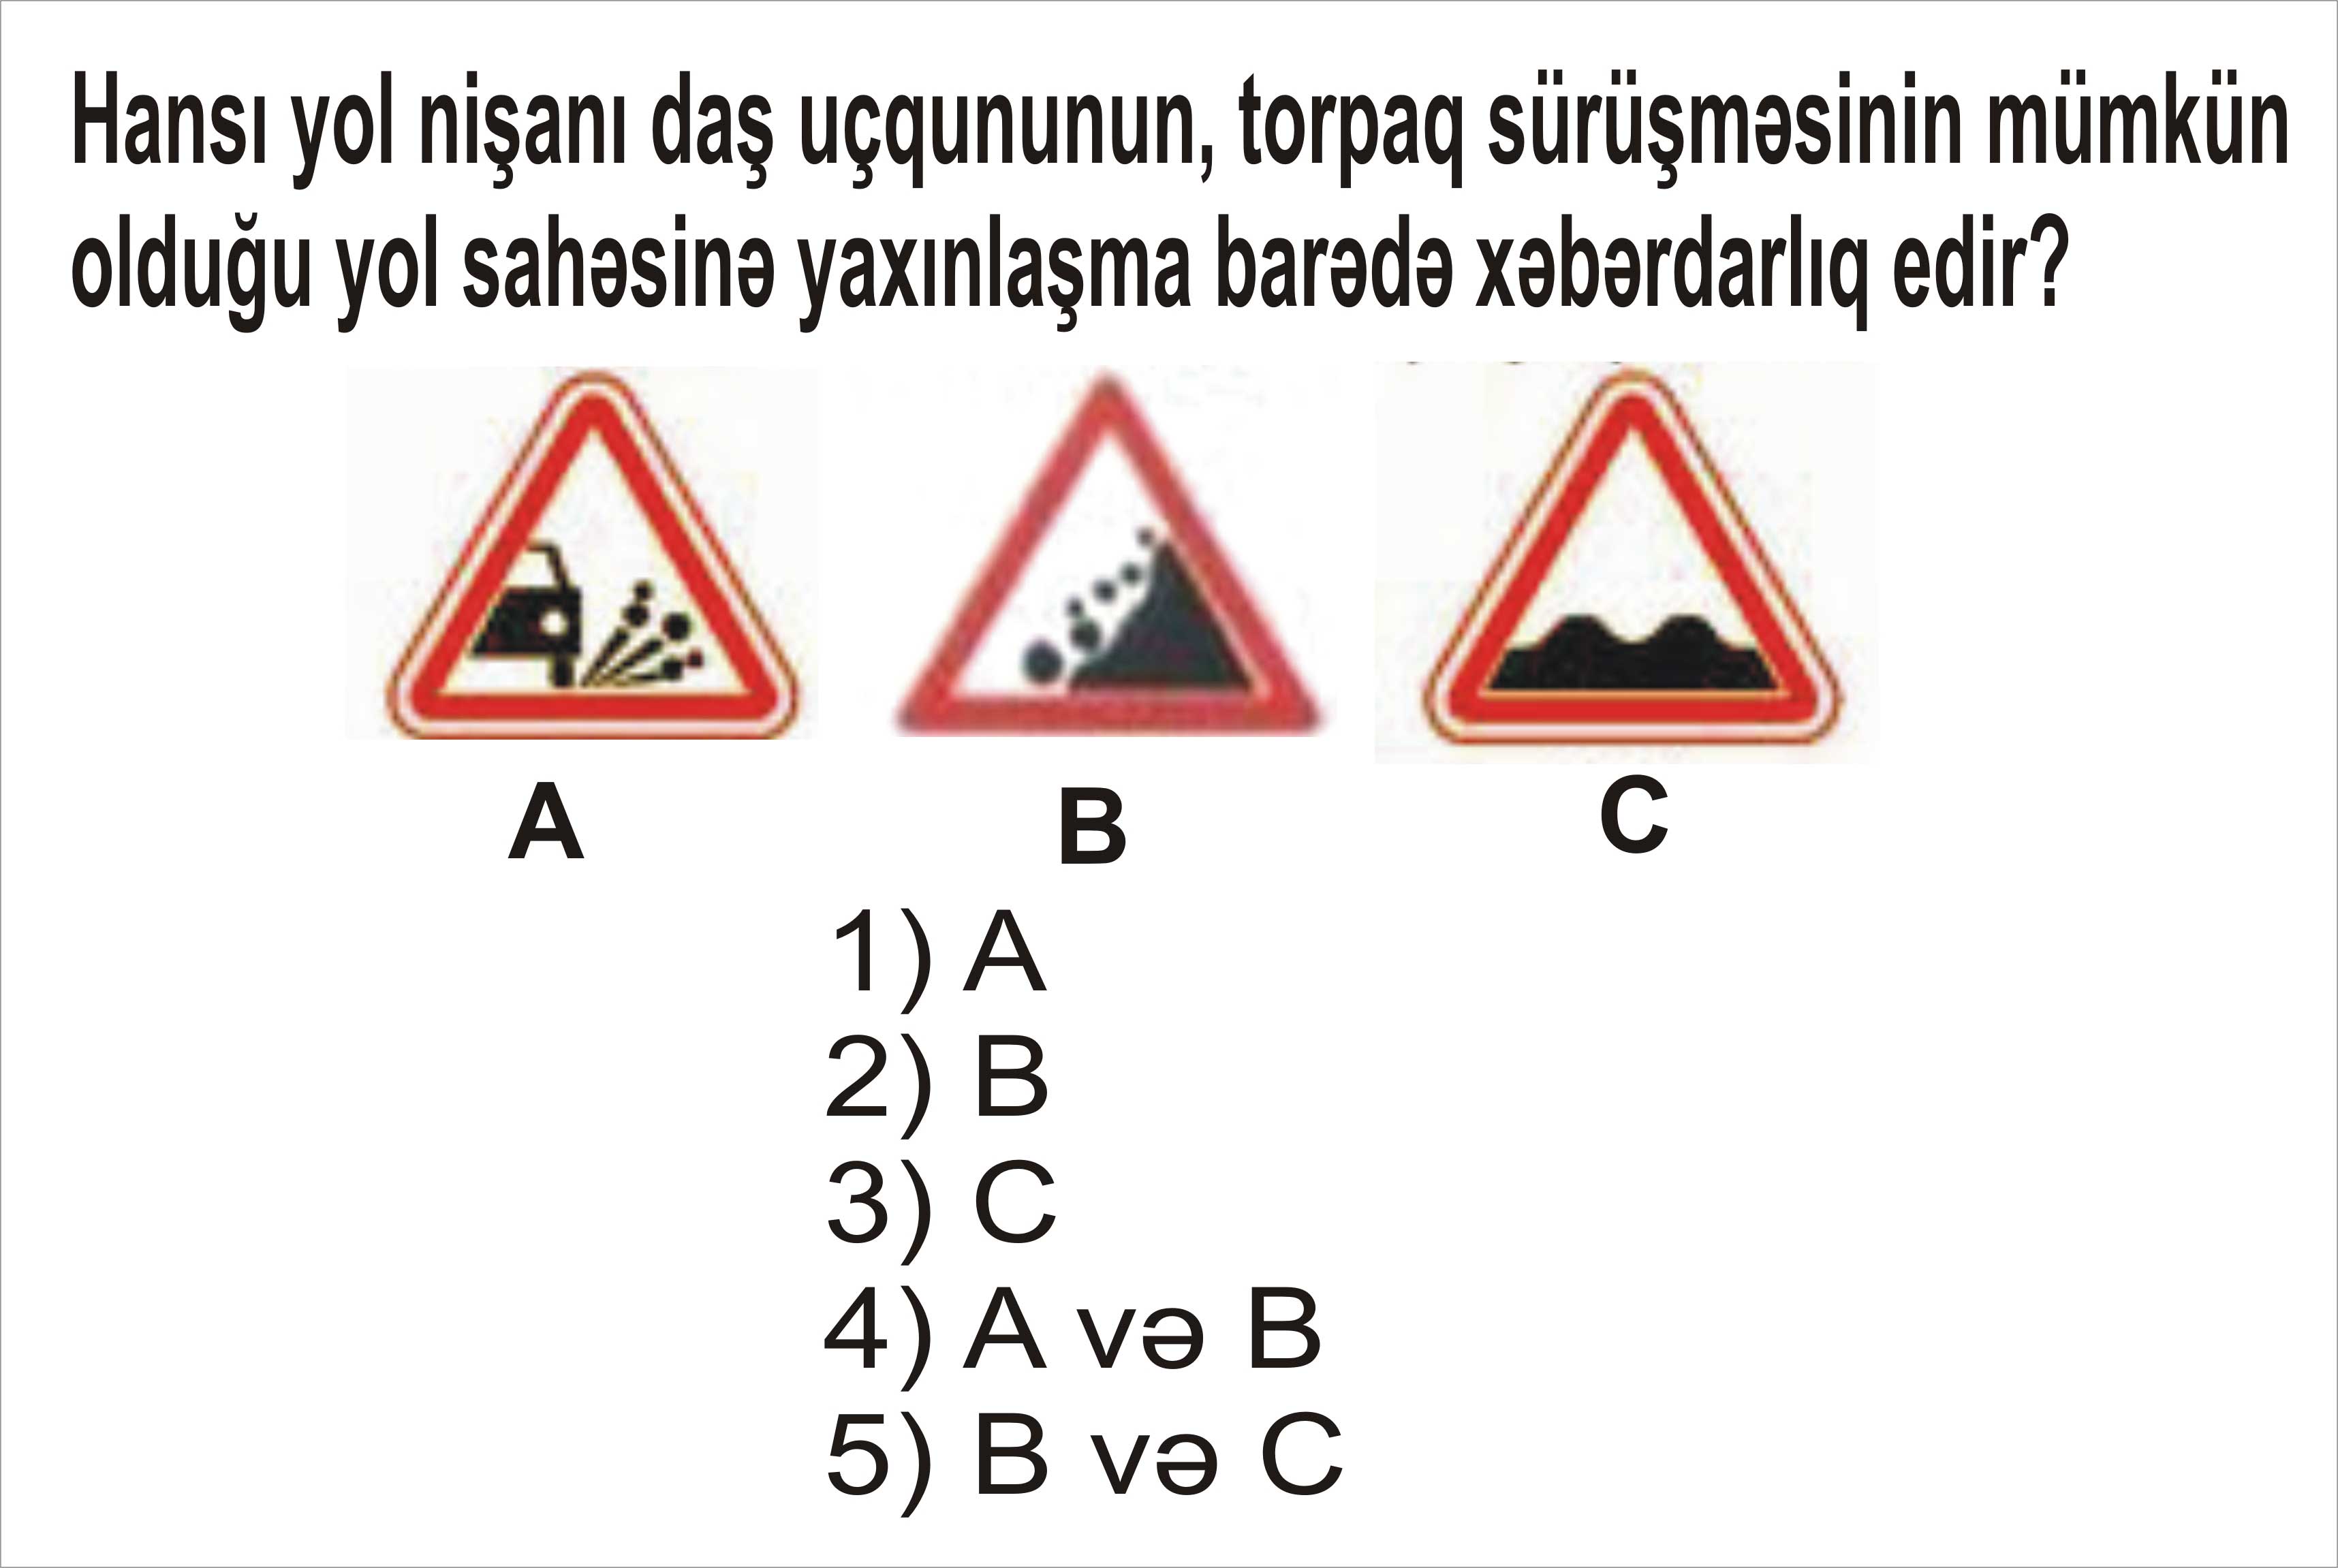 Hansı yol nişanı daş uçqununun, torpaq sürüşməsinin mümkün
olduğu yol sahəsinə yaxınlaşma barədə xəbərdarlıq edir?
A B C
1) A
2) B
3) C
4) A və B
5) B və C